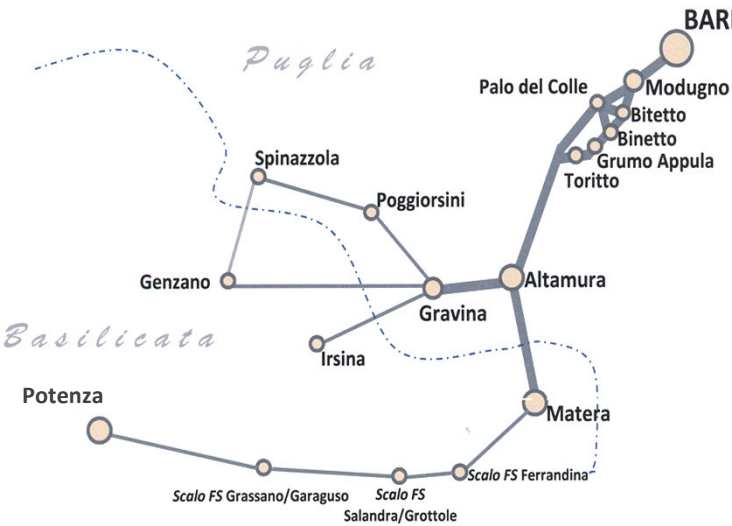 BARI
Puglia
Palo del Colle
Modugno
Bitetto
Binetto
Grumo Appula
Toritto
Spinazzola
Poggiorsini
Genzano
Altamura
Gravina
Basilicata
Irsina
Potenza
Matera
Scalo FS Ferrandina
Scalo FS Grassano/Garaguso
Scalo FS
Salandra/Grottole